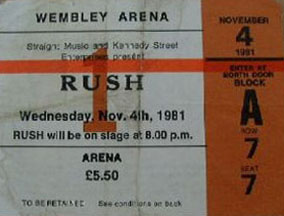 WEMBLEY ARENA
Straight Music and Kennedy Street
Enterprises present
1
RUSH
Wednesday, Nov. 4th, 1981
RUSH will be on stage at 8.00 p.m.
ARENA
£5.50
TO BE RETAINED See conditions on back
NOVEMBER
4
1981
ENTER AT
NORTH DOOR
BLOCK
A
ROW
7
SEAT
7